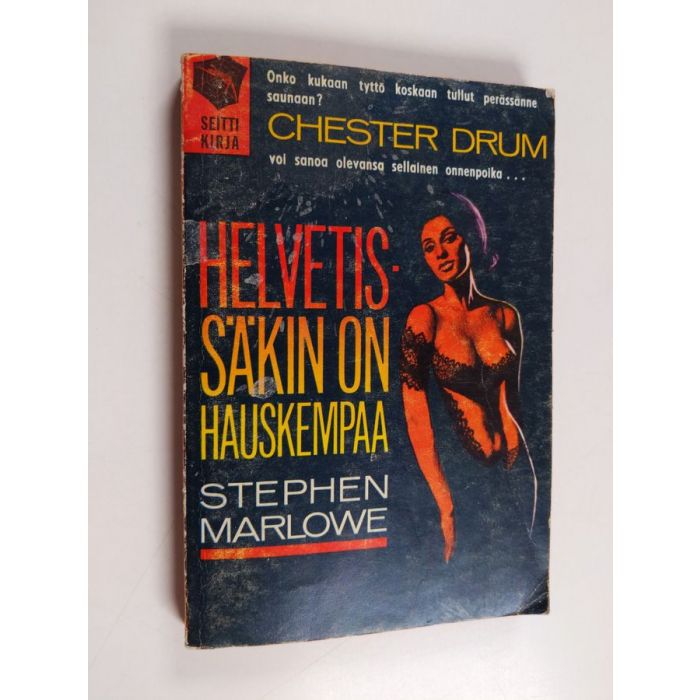 SEITTI
KIRJA
Onko kukaan tyttö koskaan tullut perässänne
saunaan?
CHESTER DRUM
voi sanoa olevansa sellainen onnenpoika...
HELVETIS-
SÄKIN ON
HAUSKEMPAA
STEPHEN
MARLOWE